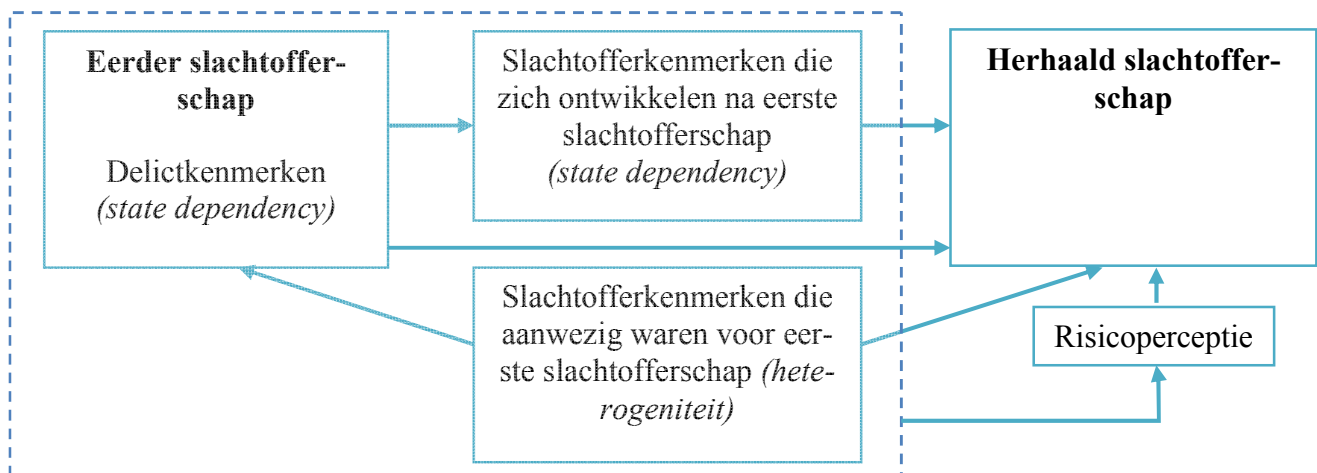 Eerder slachtoffer-
schap
Delictkenmerken
(state dependency)
Slachtofferkenmerken die
zich ontwikkelen na eerste
slachtofferschap
(state dependency)
Herhaald slachtoffer-
schap
Slachtofferkenmerken die
aanwezig waren voor eer-
ste slachtofferschap (hete-
rogeniteit)
Risicoperceptie